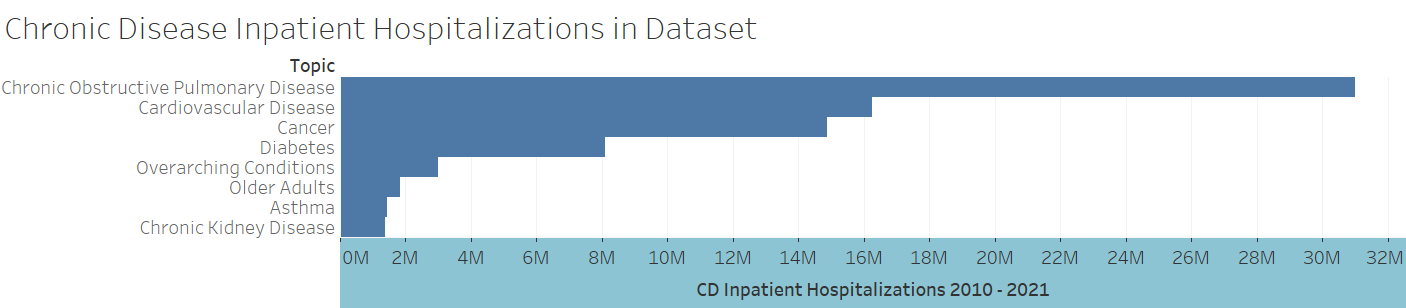 Chronic Disease Inpatient Hospitalizations in Dataset
Topic
Chronic Obstructive Pulmonary Disease
Cardiovascular Disease
Cancer
Diabetes
Overarching Conditions
Older Adults
Asthma
Chronic Kidney Disease
0M 2M 4M 6M 8M 10M 12M 14M 16M 18M 20M 22M 24M 26M 28M 30M 32M
CD Inpatient Hospitalizations 2010 - 2021